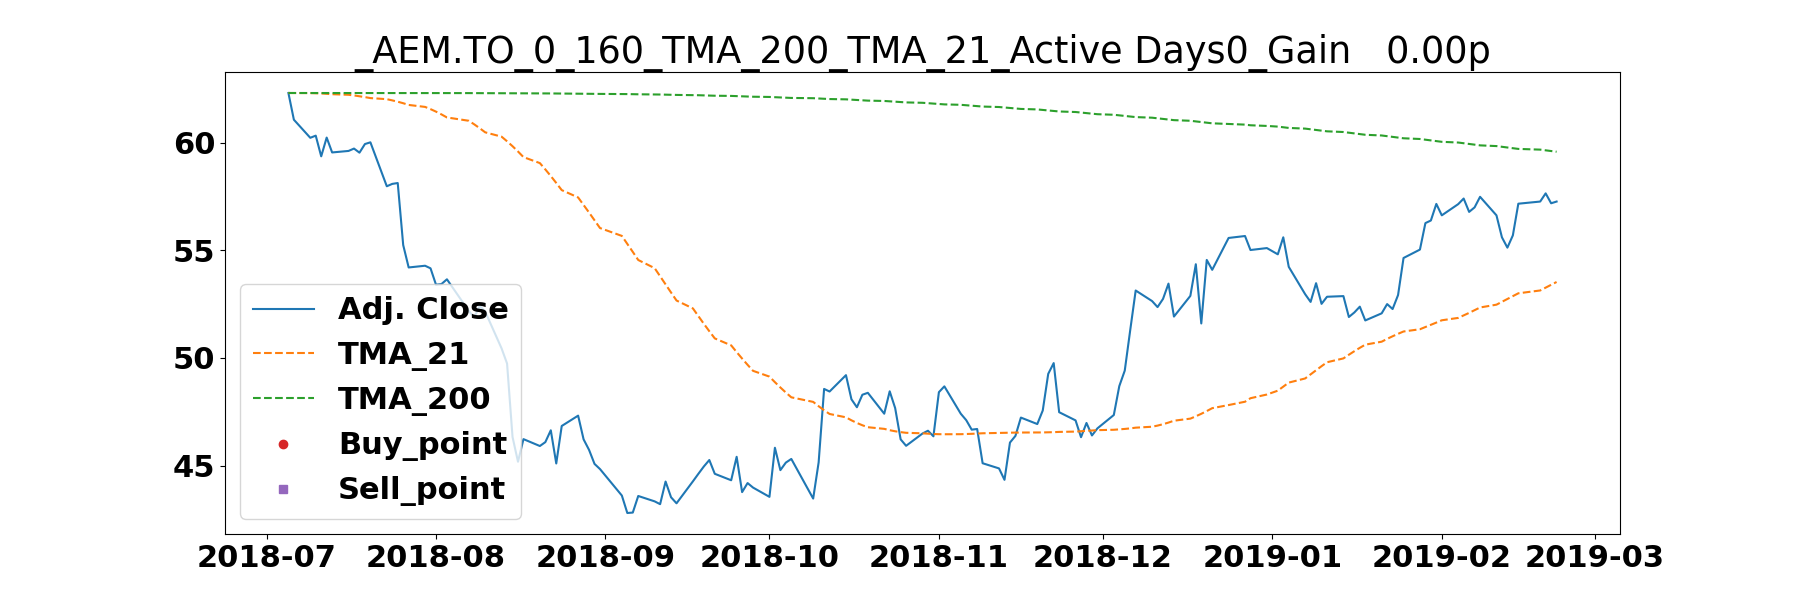 _AEM.TO_0_160_TMA_200_TMA_21_Active Days0_Gain   0.00p
60
55
50
45
Adj. Close
TMA_21
TMA_200
Buy_point
Sell_point
2018-07 2018-08 2018-09 2018-10 2018-11 2018-12 2019-01 2019-02 2019-03